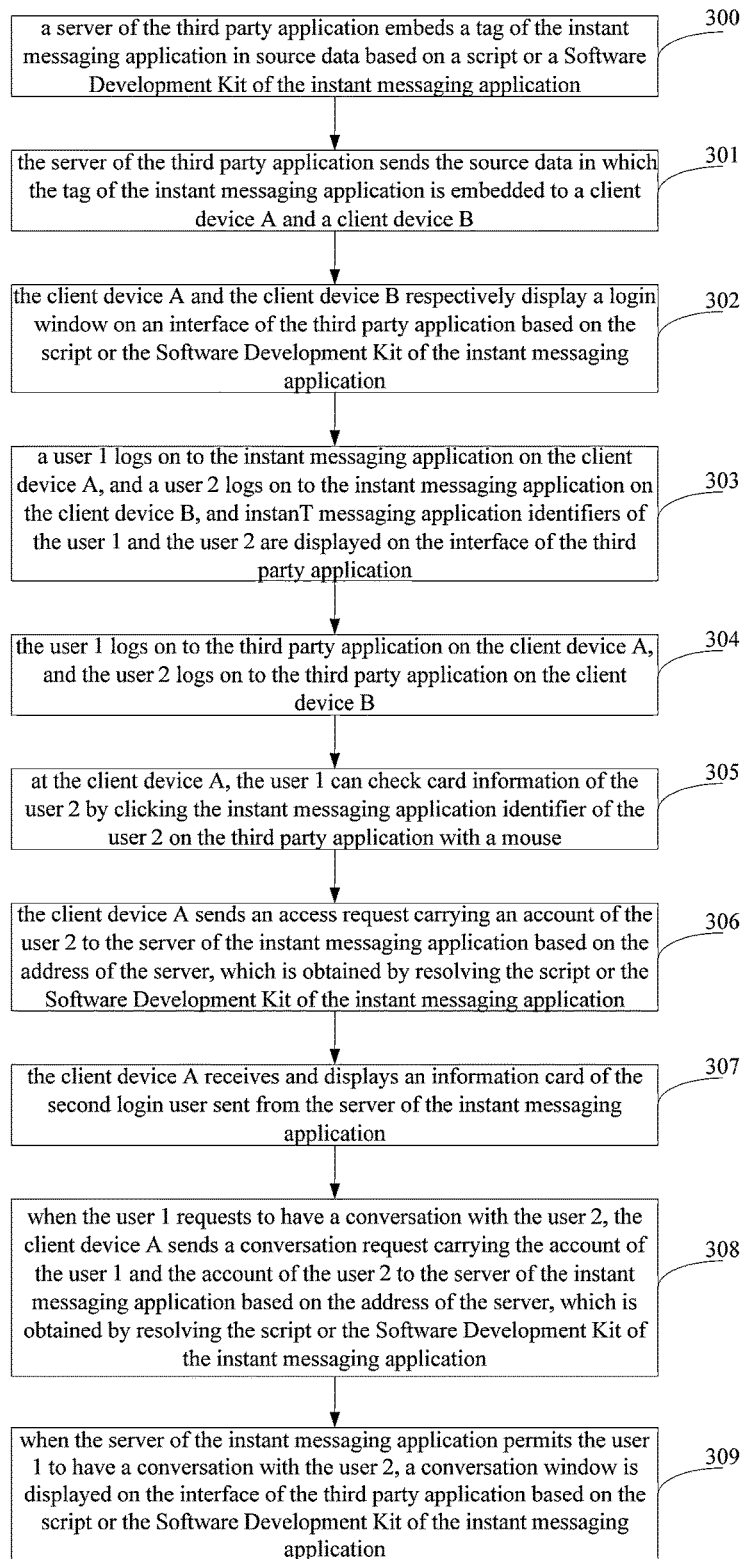 300
a server of the third party application embeds a tag of the instant
messaging application in source data based on a script or a Software
Development Kit of the instant messaging application
301
the server of the third party application sends the source data in which
the tag of the instant messaging application is embedded to a client
device A and a client device B
302
the client device A and the client device B respectively display a login
window on an interface of the third party application based on the
script or the Software Development Kit of the instant messaging
application
303
a user 1 logs on to the instant messaging application on the client
device A, and a user 2 logs on to the instant messaging application on
the client device B, and instanT messaging application identifiers of
the user 1 and the user 2 are displayed on the interface of the third
party application
304
the user 1 logs on to the third party application on the client device A,
and the user 2 logs on to the third party application on the client
device B
305
at the client device A, the user 1 can check card information of the
user 2 by clicking the instant messaging application identifier of the
user 2 on the third party application with a mouse
306
the client device A sends an access request carrying an account of the
user 2 to the server of the instant messaging application based on the
address of the server, which is obtained by resolving the script or the
Software Development Kit of the instant messaging application
307
the client device A receives and displays an information card of the
second login user sent from the server of the instant messaging
application
308
when the user 1 requests to have a conversation with the user 2, the
client device A sends a conversation request carrying the account of
the user 1 and the account of the user 2 to the server of the instant
messaging application based on the address of the server, which is
obtained by resolving the script or the Software Development Kit of
the instant messaging application
309
when the server of the instant messaging application permits the user
1 to have a conversation with the user 2, a conversation window is
displayed on the interface of the third party application based on the
script or the Software Development Kit of the instant messaging
application